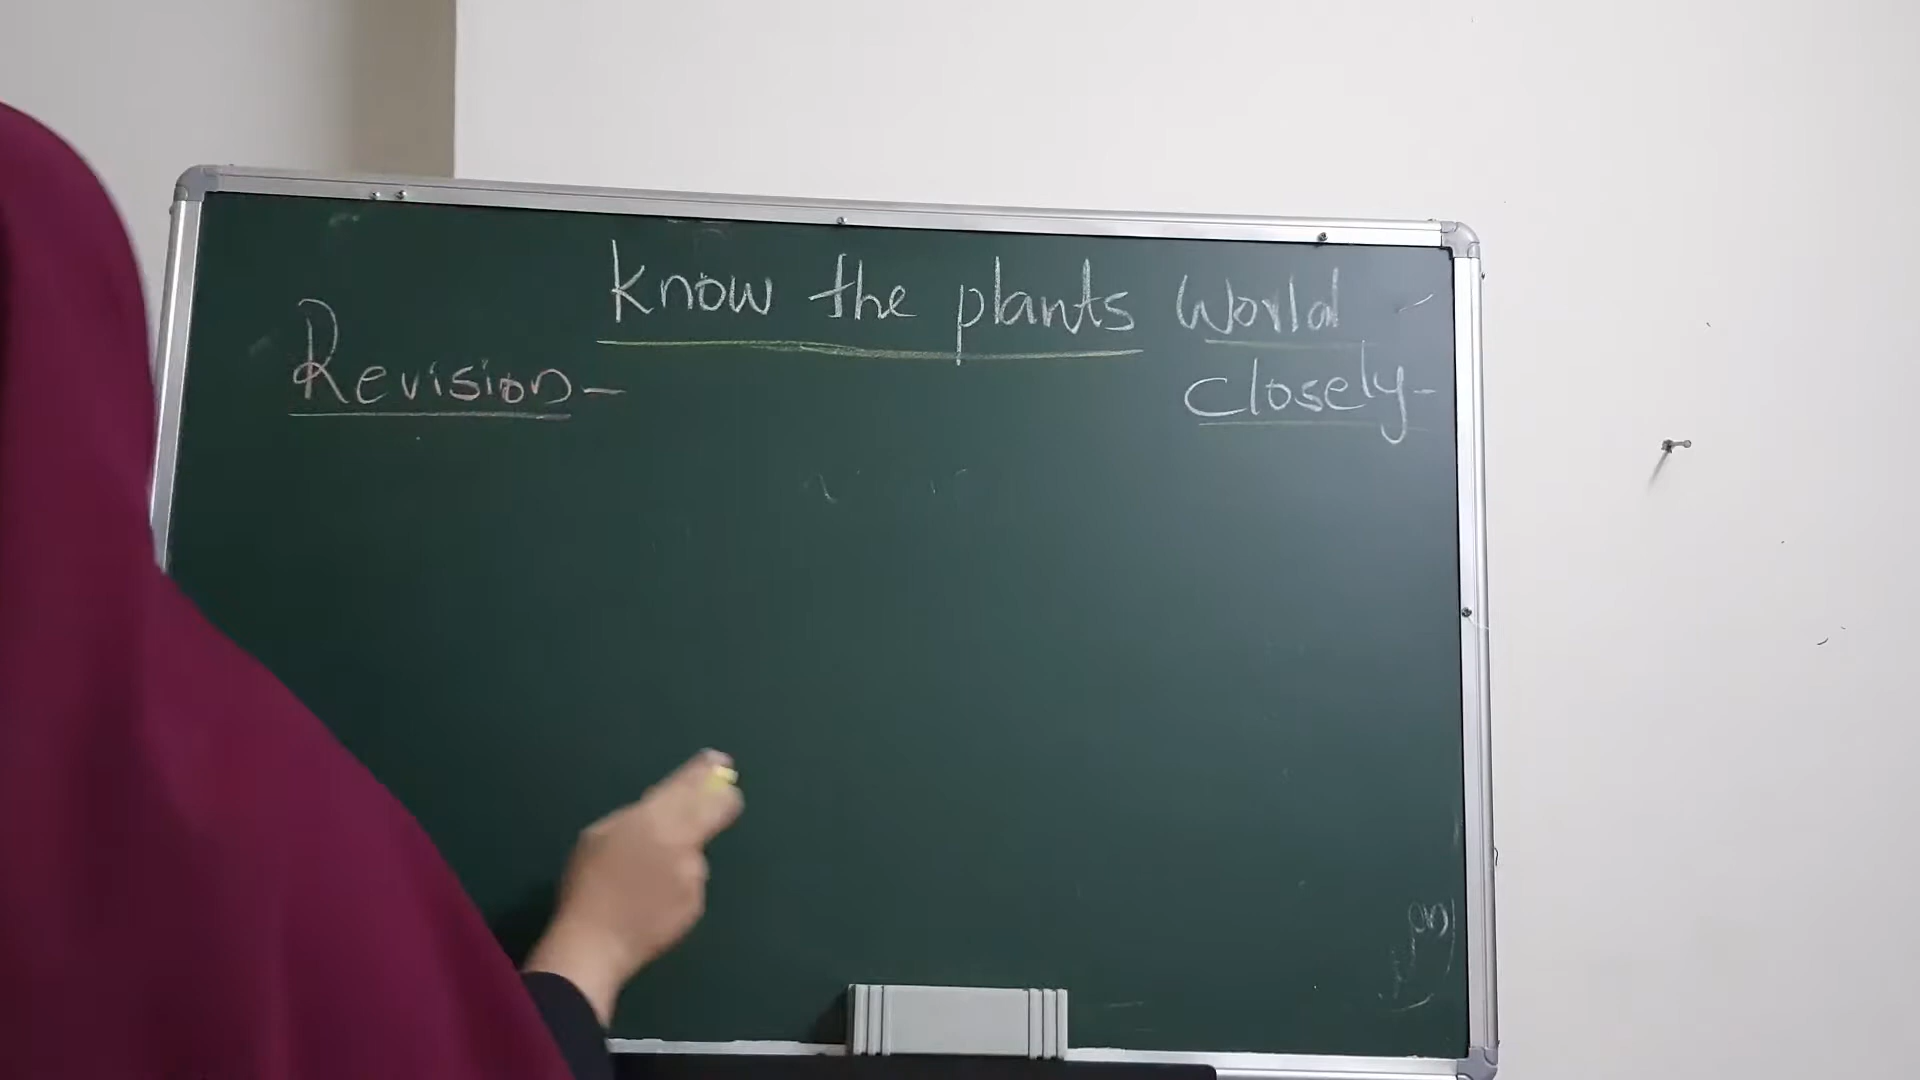 Know the plants World
Closely-
Revision-